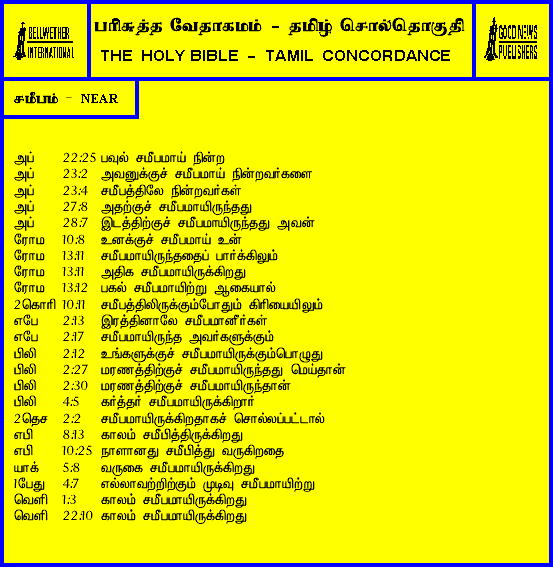 BELLWETHER
INTERNATIONAL
பரிசுத்த வேதாகமம் - தமிழ் சொல்தொகுதி
THE HOLY BIBLE - TAMIL CONCORDANCE
GOOD NEWS
PUBLISHERS
சமீபம் - NEAR
அப் 22:25 பவுல் சமீபமாய் நின்ற
அப் 23:2 அவனுக்குச் சமீபமாய் நின்றவர்களை
அப் 23:4 சமீபத்திலே நின்றவர்கள்
அப் 27:8 அதற்குச் சமீபமாயிருந்தது
அப் 28:7 இடத்திற்குச் சமீபமாயிருந்தது அவன்
ரோம 10:8 உனக்குச் சமீபமாய் உன்
ரோம 13:11 சமீபமாயிருந்ததைப் பார்க்கிலும்
ரோம 13:11 அதிக சமீபமாயிருக்கிறது
ரோம 13:12 பகல் சமீபமாயிற்று ஆகையால்
2கொரி 10:11 சமீபத்திலிருக்கும்போதும் கிரியையிலும்
எபே 2:13 இரத்தினாலே சமீபமானீர்கள்
எபே 2:17 சமீபமாயிருந்த அவர்களுக்கும்
பிலி 2:12 உங்களுக்குச் சமீபமாயிருக்கும்பொழுது
பிலி 2:27 மரணத்திற்குச் சமீபமாயிருந்தது மெய்தான்
பிலி 2:30 மரணத்திற்குச் சமீபமாயிருந்தான்
பிலி 4:5 கர்த்தர் சமீபமாயிருக்கிறார்
2தெச 2:2 சமீபமாயிருக்கிறதாகச் சொல்லப்பட்டால்
எபி 8:13 காலம் சமீபித்திருக்கிறது
எபி 10:25 நாளானது சமீபித்து வருகிறதை
யாக் 5:8 வருகை சமீபமாயிருக்கிறது
1பேது 4:7 எல்லாவற்றிற்கும் முடிவு சமீபமாயிற்று
வெளி 1:3 காலம் சமீபமாயிருக்கிறது
வெளி 22:10 காலம் சமீபமாயிருக்கிறது